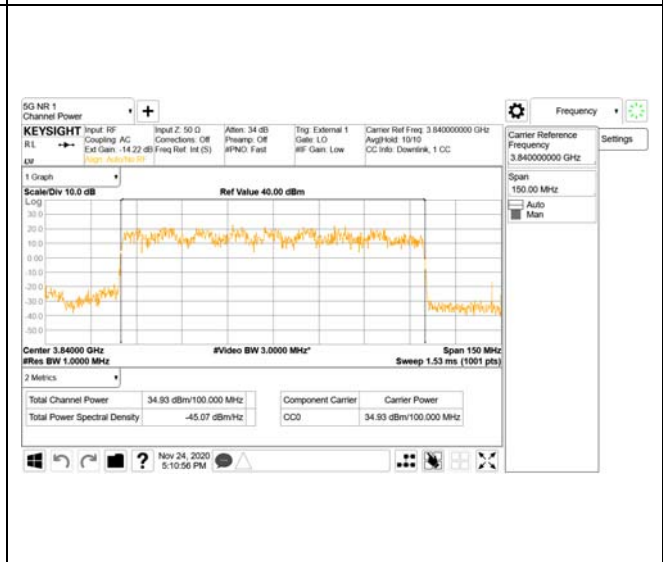 5G NR 1
Channel Power
Frequency
KEYSIGHT
RL
Input: RF
Coupling: AC
Ext Gain: -14.22 dB
Align: Auto/No RF
Input Z: 50 Ω
Corrections: Off
Freq Ref: Int (S)
Atten: 34 dB
Preamp: Off
#PNO: Fast
Trig: External 1
Gate: LO
#IF Gain: Low
Carrier Ref Freq: 3.840000000 GHz
Avg|Hold: 10/10
CC Info: Downlink, 1 CC
Carrier Reference
Frequency
3.840000000 GHz
Settings
Span
150.00 MHz
Auto
Man
1 Graph
Scale/Div 10.0 dB
Ref Value 40.00 dBm
Log
30.0
20.0
10.0
0.00
-10.0
-20.0
-30.0
-40.0
-50.0
Center 3.84000 GHz
#Video BW 3.0000 MHz*
Span 150 MHz
#Res BW 1.0000 MHz
Sweep 1.53 ms (1001 pts)
2 Metrics
Total Channel Power 34.93 dBm/100.000 MHz
Total Power Spectral Density -45.07 dBm/Hz
Component Carrier Carrier Power
CC0 34.93 dBm/100.000 MHz
?
Nov 24, 2020
5:10:56 PM